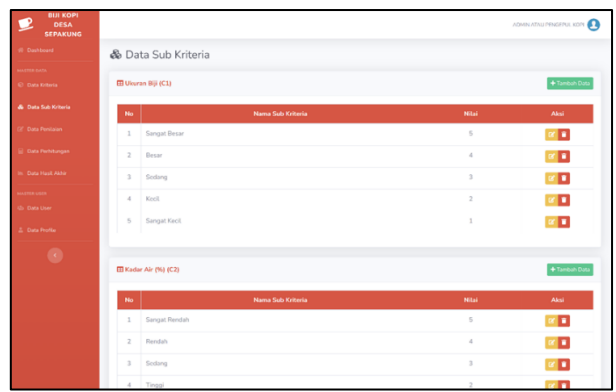 BIJI KOPI
DESA
SEPAKUNG
ADMIN ATAU PENGEPUL KOPI
Dashboard
MASTER DATA
Data Kriteria
Data Sub Kriteria
Data Penilaian
Data Perhitungan
Data Hasil Akhir
MASTER USER
Data User
Data Profile
Data Sub Kriteria
Ukuran Biji (C1)
+ Tambah Data
No Nama Sub Kriteria Nilai Aksi
1 Sangat Besar 5
2 Besar 4
3 Sedang 3
4 Kecil 2
5 Sangat Kecil 1
Kadar Air (%) (C2)
+ Tambah Data
No Nama Sub Kriteria Nilai Aksi
1 Sangat Rendah 5
2 Rendah 4
3 Sedang 3
4 Tinggi 2